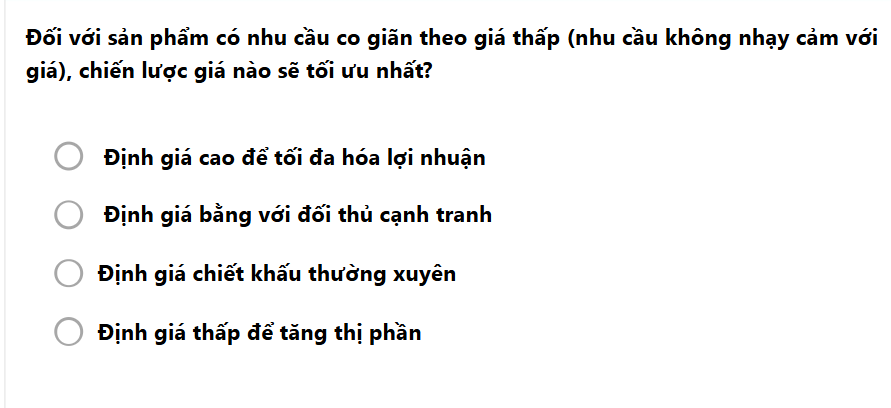 Đối với sản phẩm có nhu cầu co giãn theo giá thấp (nhu cầu không nhạy cảm với
giá), chiến lược giá nào sẽ tối ưu nhất?
Định giá cao để tối đa hóa lợi nhuận
Định giá bằng với đối thủ cạnh tranh
Định giá chiết khấu thường xuyên
Định giá thấp để tăng thị phần